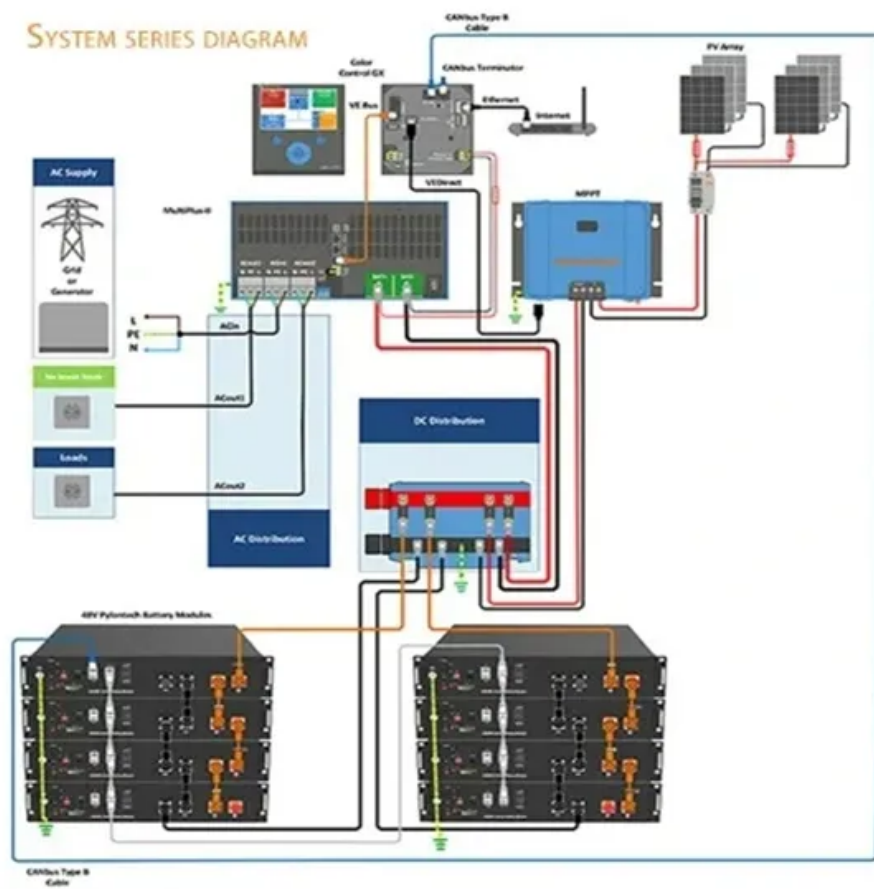 SYSTEM SERIES DIAGRAM
CANbus Type B
Cable
Color
Control GX
CANbus Terminator
PV Array
VE Bus
Ethernet
Internet
AC Supply
VEDirect
MultiPlus-II
MPPT
Grid
or
Generator
L
PE
N
ACin
ACout1
DC Distribution
Loads
ACout2
AC Distribution
48V Pylontech Battery Modules
CANbus Type B
Cable